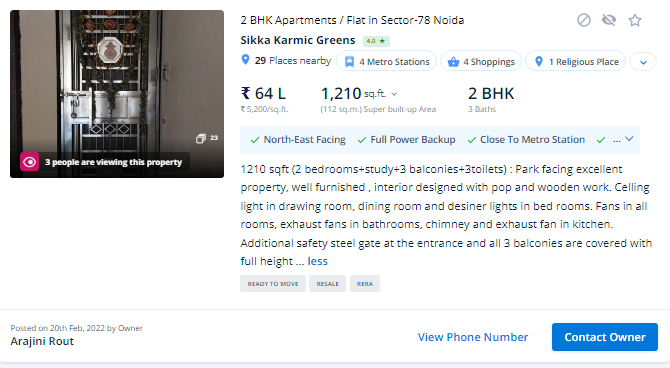 2 BHK Apartments / Flat in Sector-78 Noida
Sikka Karmic Greens 4.0 ★
29 Places nearby 4 Metro Stations 4 Shoppings 1 Religious Place
₹ 64 L 1,210 sq.ft. 2 BHK
₹ 5,200/sq.ft. (112 sq.m.) Super built-up Area 3 Baths
23
3 people are viewing this property
North-East Facing Full Power Backup Close To Metro Station ...
1210 sqft (2 bedrooms+study+3 balconies+3toilets) : Park facing excellent
property, well furnished , interior designed with pop and wooden work. Celling
light in drawing room, dining room and desiner lights in bed rooms. Fans in all
rooms, exhaust fans in bathrooms, chimney and exhaust fan in kitchen.
Additional safety steel gate at the entrance and all 3 balconies are covered with
full height ... less
READY TO MOVE RESALE RERA
Posted on 20th Feb, 2022 by Owner
Arajini Rout
View Phone Number Contact Owner